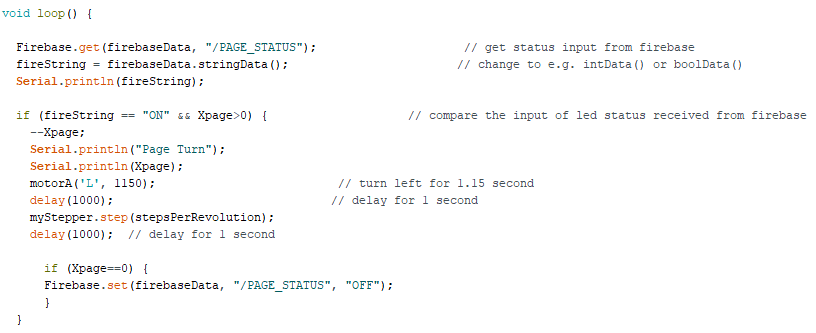 void loop() {
Firebase.get(firebaseData, "/PAGE_STATUS"); // get status input from firebase
fireString = firebaseData.stringData(); // change to e.g. intData() or boolData()
Serial.println(fireString);
if (fireString == "ON" && Xpage>0) { // compare the input of led status received from firebase
--Xpage;
Serial.println("Page Turn");
Serial.println(Xpage);
motorA('L', 1150); // turn left for 1.15 second
delay(1000); // delay for 1 second
myStepper.step(stepsPerRevolution);
delay(1000); // delay for 1 second
if (Xpage==0) {
Firebase.set(firebaseData, "/PAGE_STATUS", "OFF");
}
}